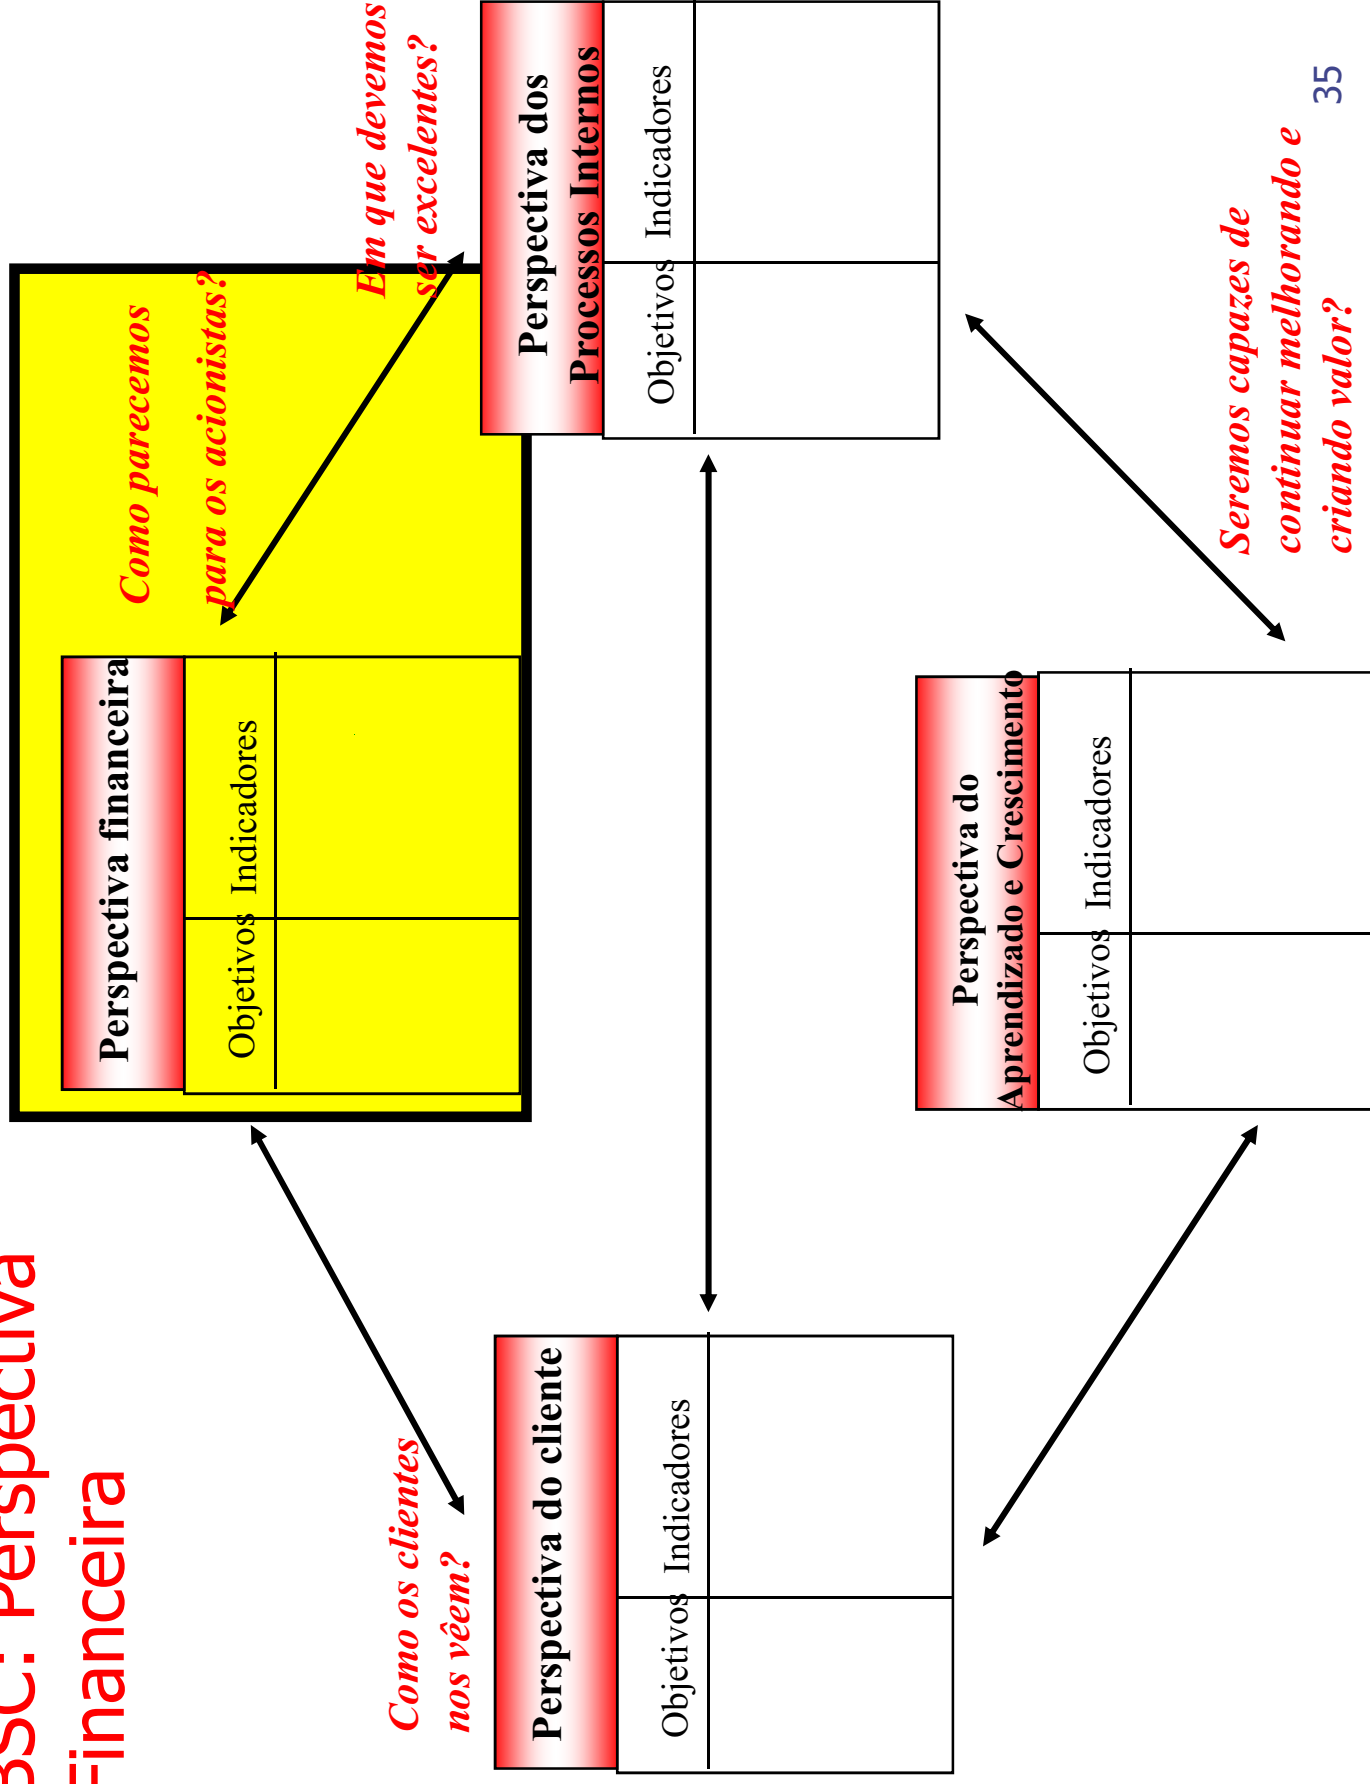 BSC: Perspectiva
Financeira
Como parecemos
para os acionistas?
Perspectiva financeira
Objetivos Indicadores
Como os clientes
nos vêem?
Perspectiva do cliente
Objetivos Indicadores
Em que devemos
ser excelentes?
Perspectiva dos
Processos Internos
Objetivos Indicadores
Perspectiva do
Aprendizado e Crescimento
Objetivos Indicadores
Seremos capazes de
continuar melhorando e
criando valor?
35